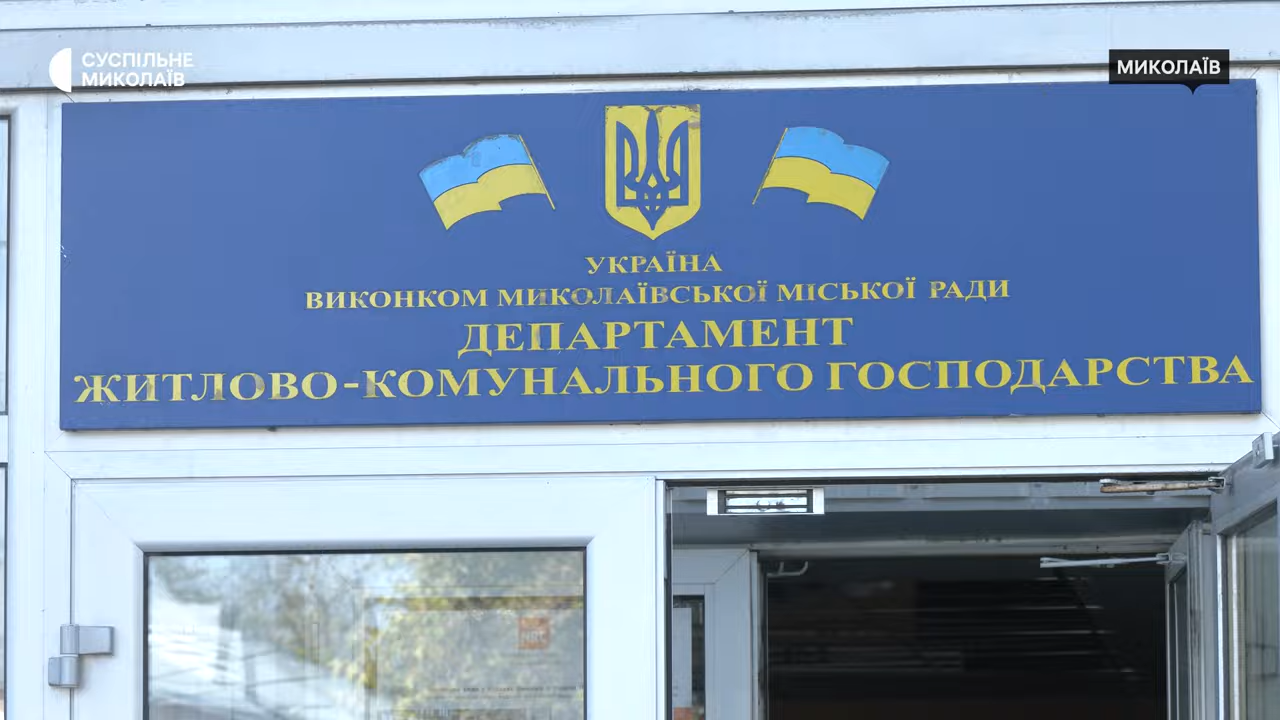 СУСПІЛЬНЕ
МИКОЛАЇВ
МИКОЛАЇВ
УКРАЇНА
ВИКОНКОМ МИКОЛАЇВСЬКОЇ МІСЬКОЇ РАДИ
ДЕПАРТАМЕНТ
ЖИТЛОВО-КОМУНАЛЬНОГО ГОСПОДАРСТВА